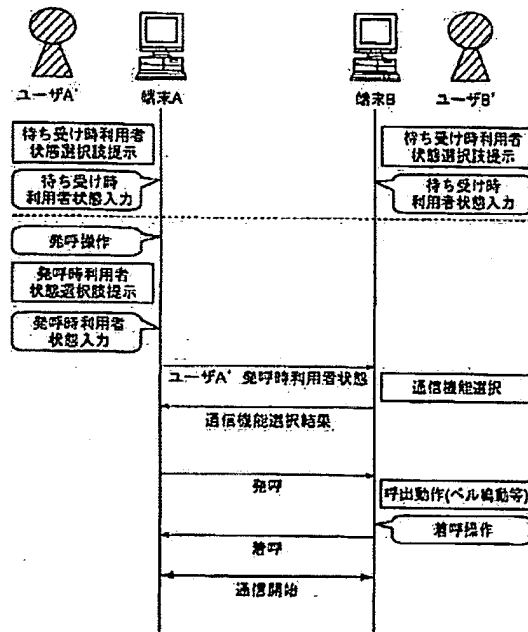 ユーザA'
端末A
端末B
ユーザB'
待ち受け時利用者
状態選択肢提示
待ち受け時利用者
状態選択肢提示
待ち受け時
利用者状態入力
待ち受け時
利用者状態入力
発呼操作
発呼時利用者
状態選択肢提示
発呼時利用者
状態入力
ユーザA' 発呼時利用者状態
通信機能選択
通信機能選択結果
発呼
呼出動作(ベル鳴動等)
着呼操作
着呼
通信開始